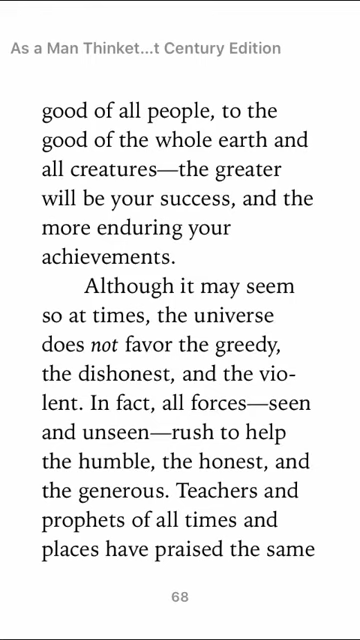 As a Man Thinket...t Century Edition
good of all people, to the
good of the whole earth and
all creatures—the greater
will be your success, and the
more enduring your
achievements.
Although it may seem
so at times, the universe
does not favor the greedy,
the dishonest, and the vio-
lent. In fact, all forces—seen
and unseen—rush to help
the humble, the honest, and
the generous. Teachers and
prophets of all times and
places have praised the same
68